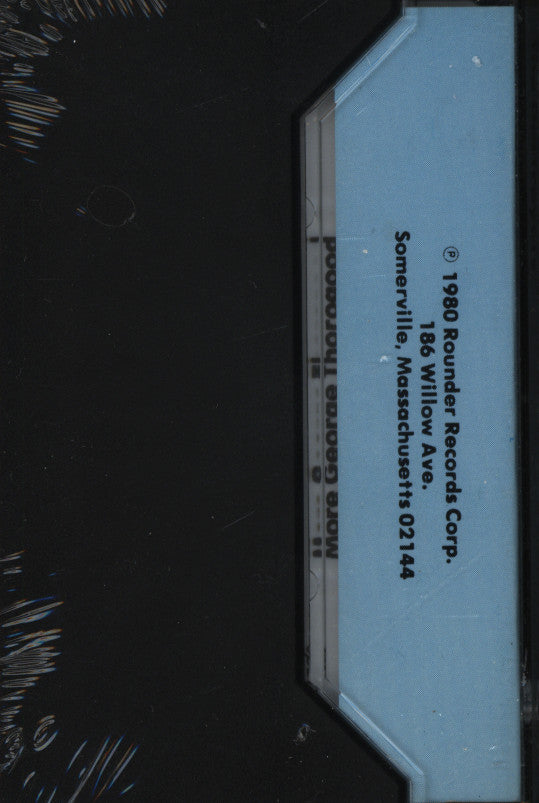 ℗ 1980 Rounder Records Corp.
186 Willow Ave.
Somerville, Massachusetts 02144
More George Thorogood